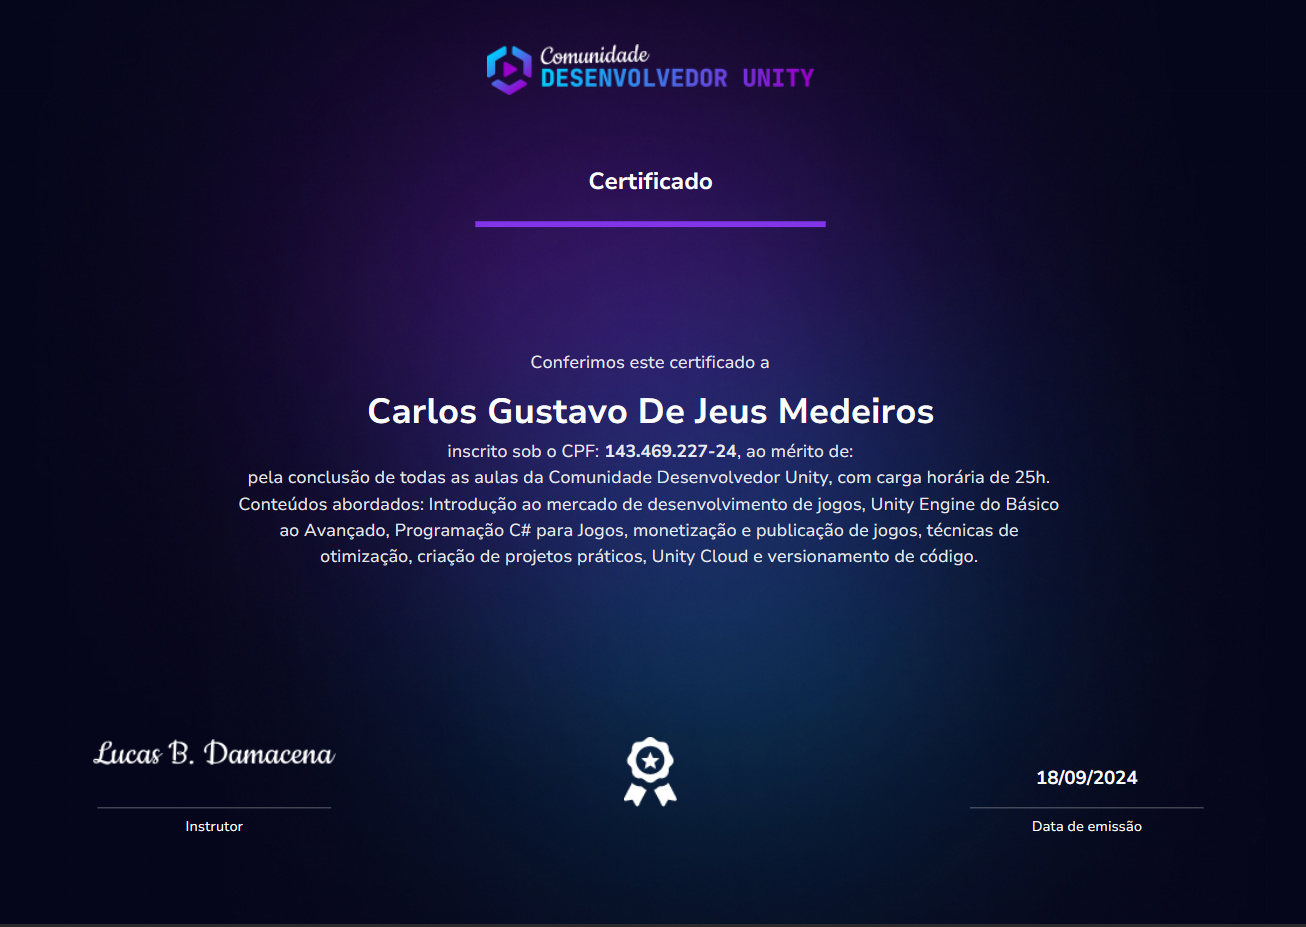 Comunidade
DESENVOLVEDOR UNITY
Certificado
Conferimos este certificado a
Carlos Gustavo De Jeus Medeiros
inscrito sob o CPF: 143.469.227-24, ao mérito de:
pela conclusão de todas as aulas da Comunidade Desenvolvedor Unity, com carga horária de 25h.
Conteúdos abordados: Introdução ao mercado de desenvolvimento de jogos, Unity Engine do Básico
ao Avançado, Programação C# para Jogos, monetização e publicação de jogos, técnicas de
otimização, criação de projetos práticos, Unity Cloud e versionamento de código.
Lucas B. Damacena
Instrutor
18/09/2024
Data de emissão